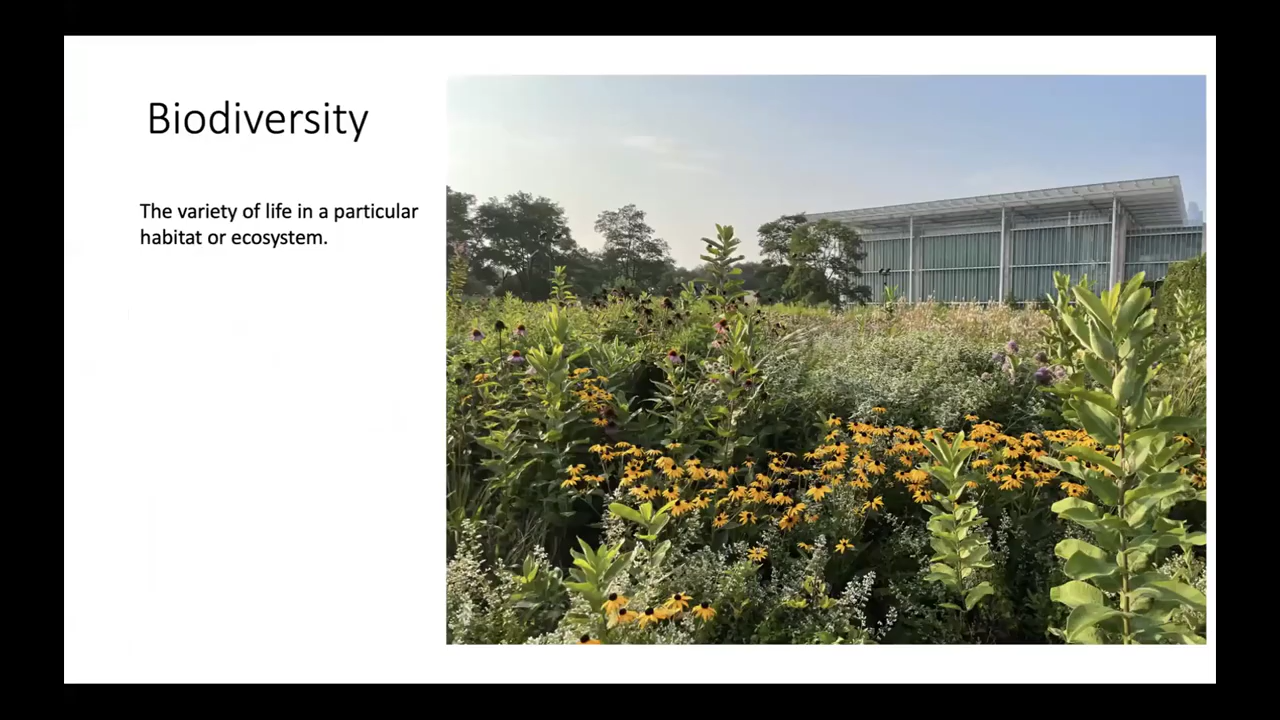 Biodiversity
The variety of life in a particular
habitat or ecosystem.